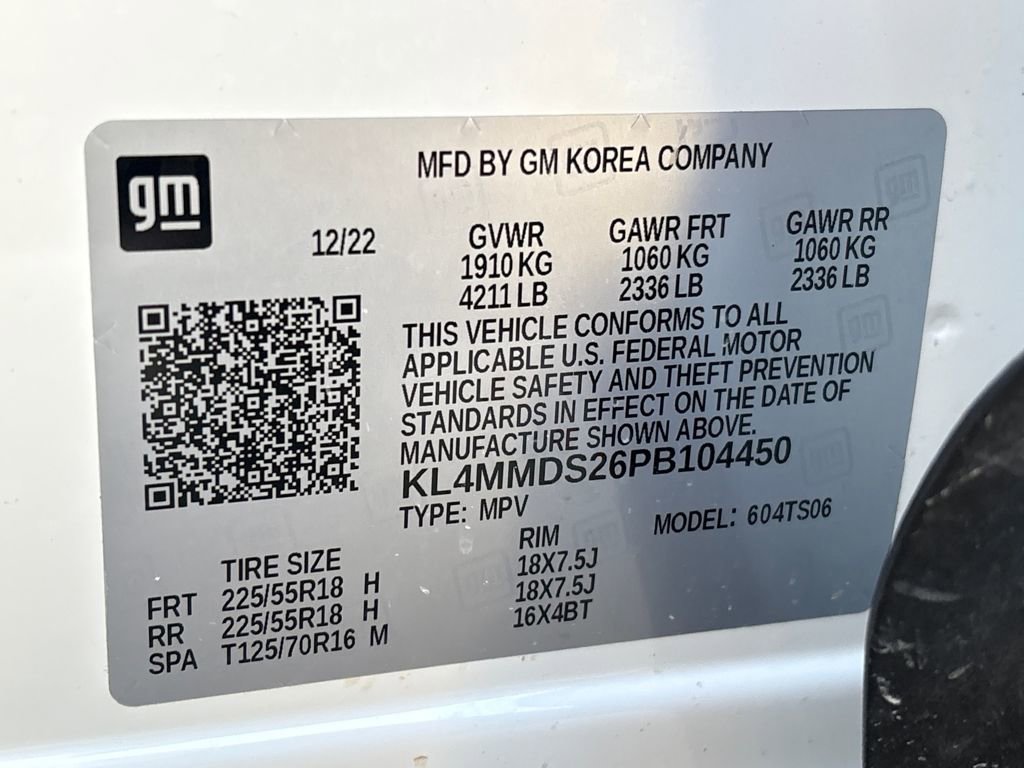 gm
MFD BY GM KOREA COMPANY
12/22 GVWR GAWR FRT GAWR RR
1910 KG 1060 KG 1060 KG
4211 LB 2336 LB 2336 LB
THIS VEHICLE CONFORMS TO ALL
APPLICABLE U.S. FEDERAL MOTOR
VEHICLE SAFETY AND THEFT PREVENTION
STANDARDS IN EFFECT ON THE DATE OF
MANUFACTURE SHOWN ABOVE.
KL4MMDS26PB104450
TYPE: MPV MODEL: 604TS06
TIRE SIZE RIM
FRT 225/55R18 H 18X7.5J
RR 225/55R18 H 18X7.5J
SPA T125/70R16 M 16X4BT